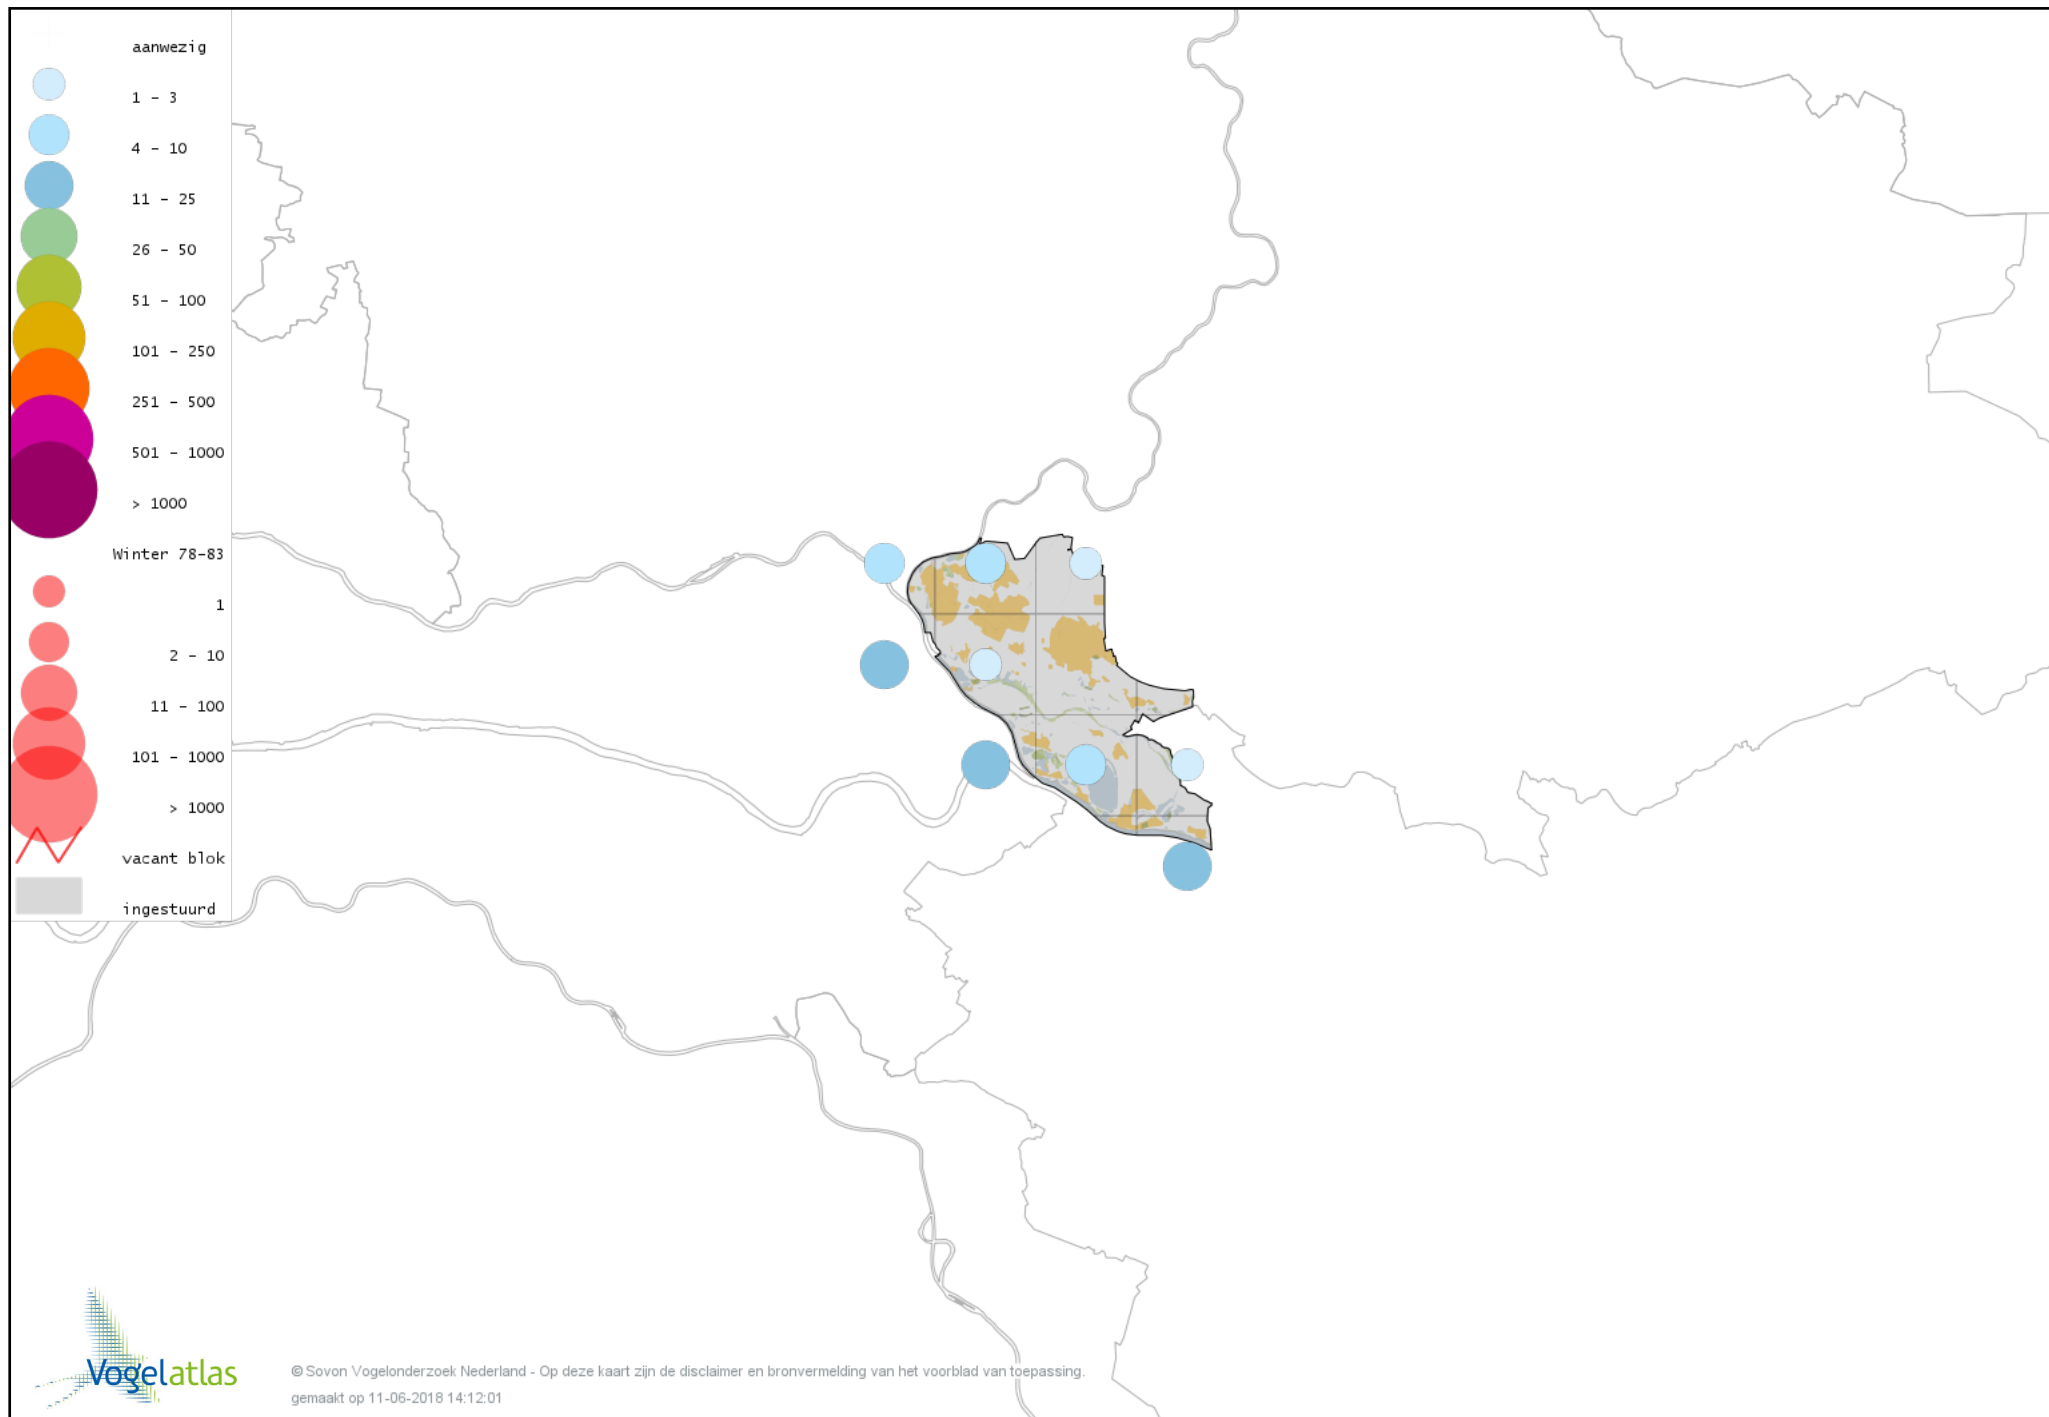 aanwezig
1 - 3
4 - 10
11 - 25
26 - 50
51 - 100
101 - 250
251 - 500
501 - 1000
> 1000
Winter 78-83
1
2 - 10
11 - 100
101 - 1000
> 1000
vacant blok
ingestuurd
Vogelatlas
© Sovon Vogelonderzoek Nederland - Op deze kaart zijn de disclaimer en bronvermelding van het voorblad van toepassing.
gemaakt op 11-06-2018 14:12:01